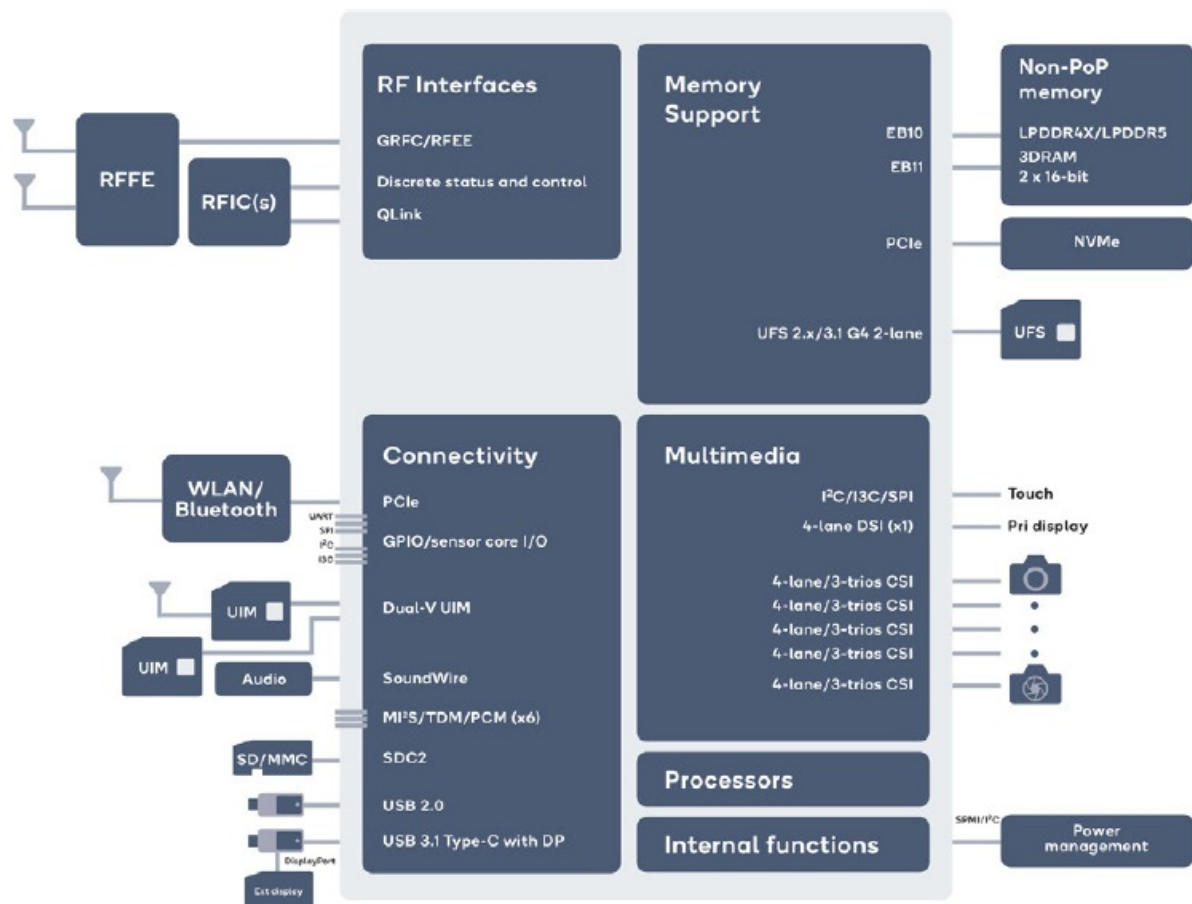 RF Interfaces
GRFC/RFEE
Discrete status and control
QLink
RFFE
RFIC(s)
Memory
Support
EB10
EB11
PCIe
UFS 2.x/3.1 G4 2-lane
Non-PoP
memory
LPDDR4X/LPDDR5
3DRAM
2 x 16-bit
NVMe
UFS
Connectivity
PCIe
GPIO/sensor core I/O
Dual-V UIM
SoundWire
MI²S/TDM/PCM (x6)
SDC2
USB 2.0
USB 3.1 Type-C with DP
WLAN/
Bluetooth
UART
SPI
I²C
I3C
UIM
UIM
Audio
SD/MMC
DisplayPort
Ext display
Multimedia
I²C/I3C/SPI
4-lane DSI (x1)
4-lane/3-trios CSI
4-lane/3-trios CSI
4-lane/3-trios CSI
4-lane/3-trios CSI
4-lane/3-trios CSI
Touch
Pri display
Processors
Internal functions
SPMI/I²C
Power
management